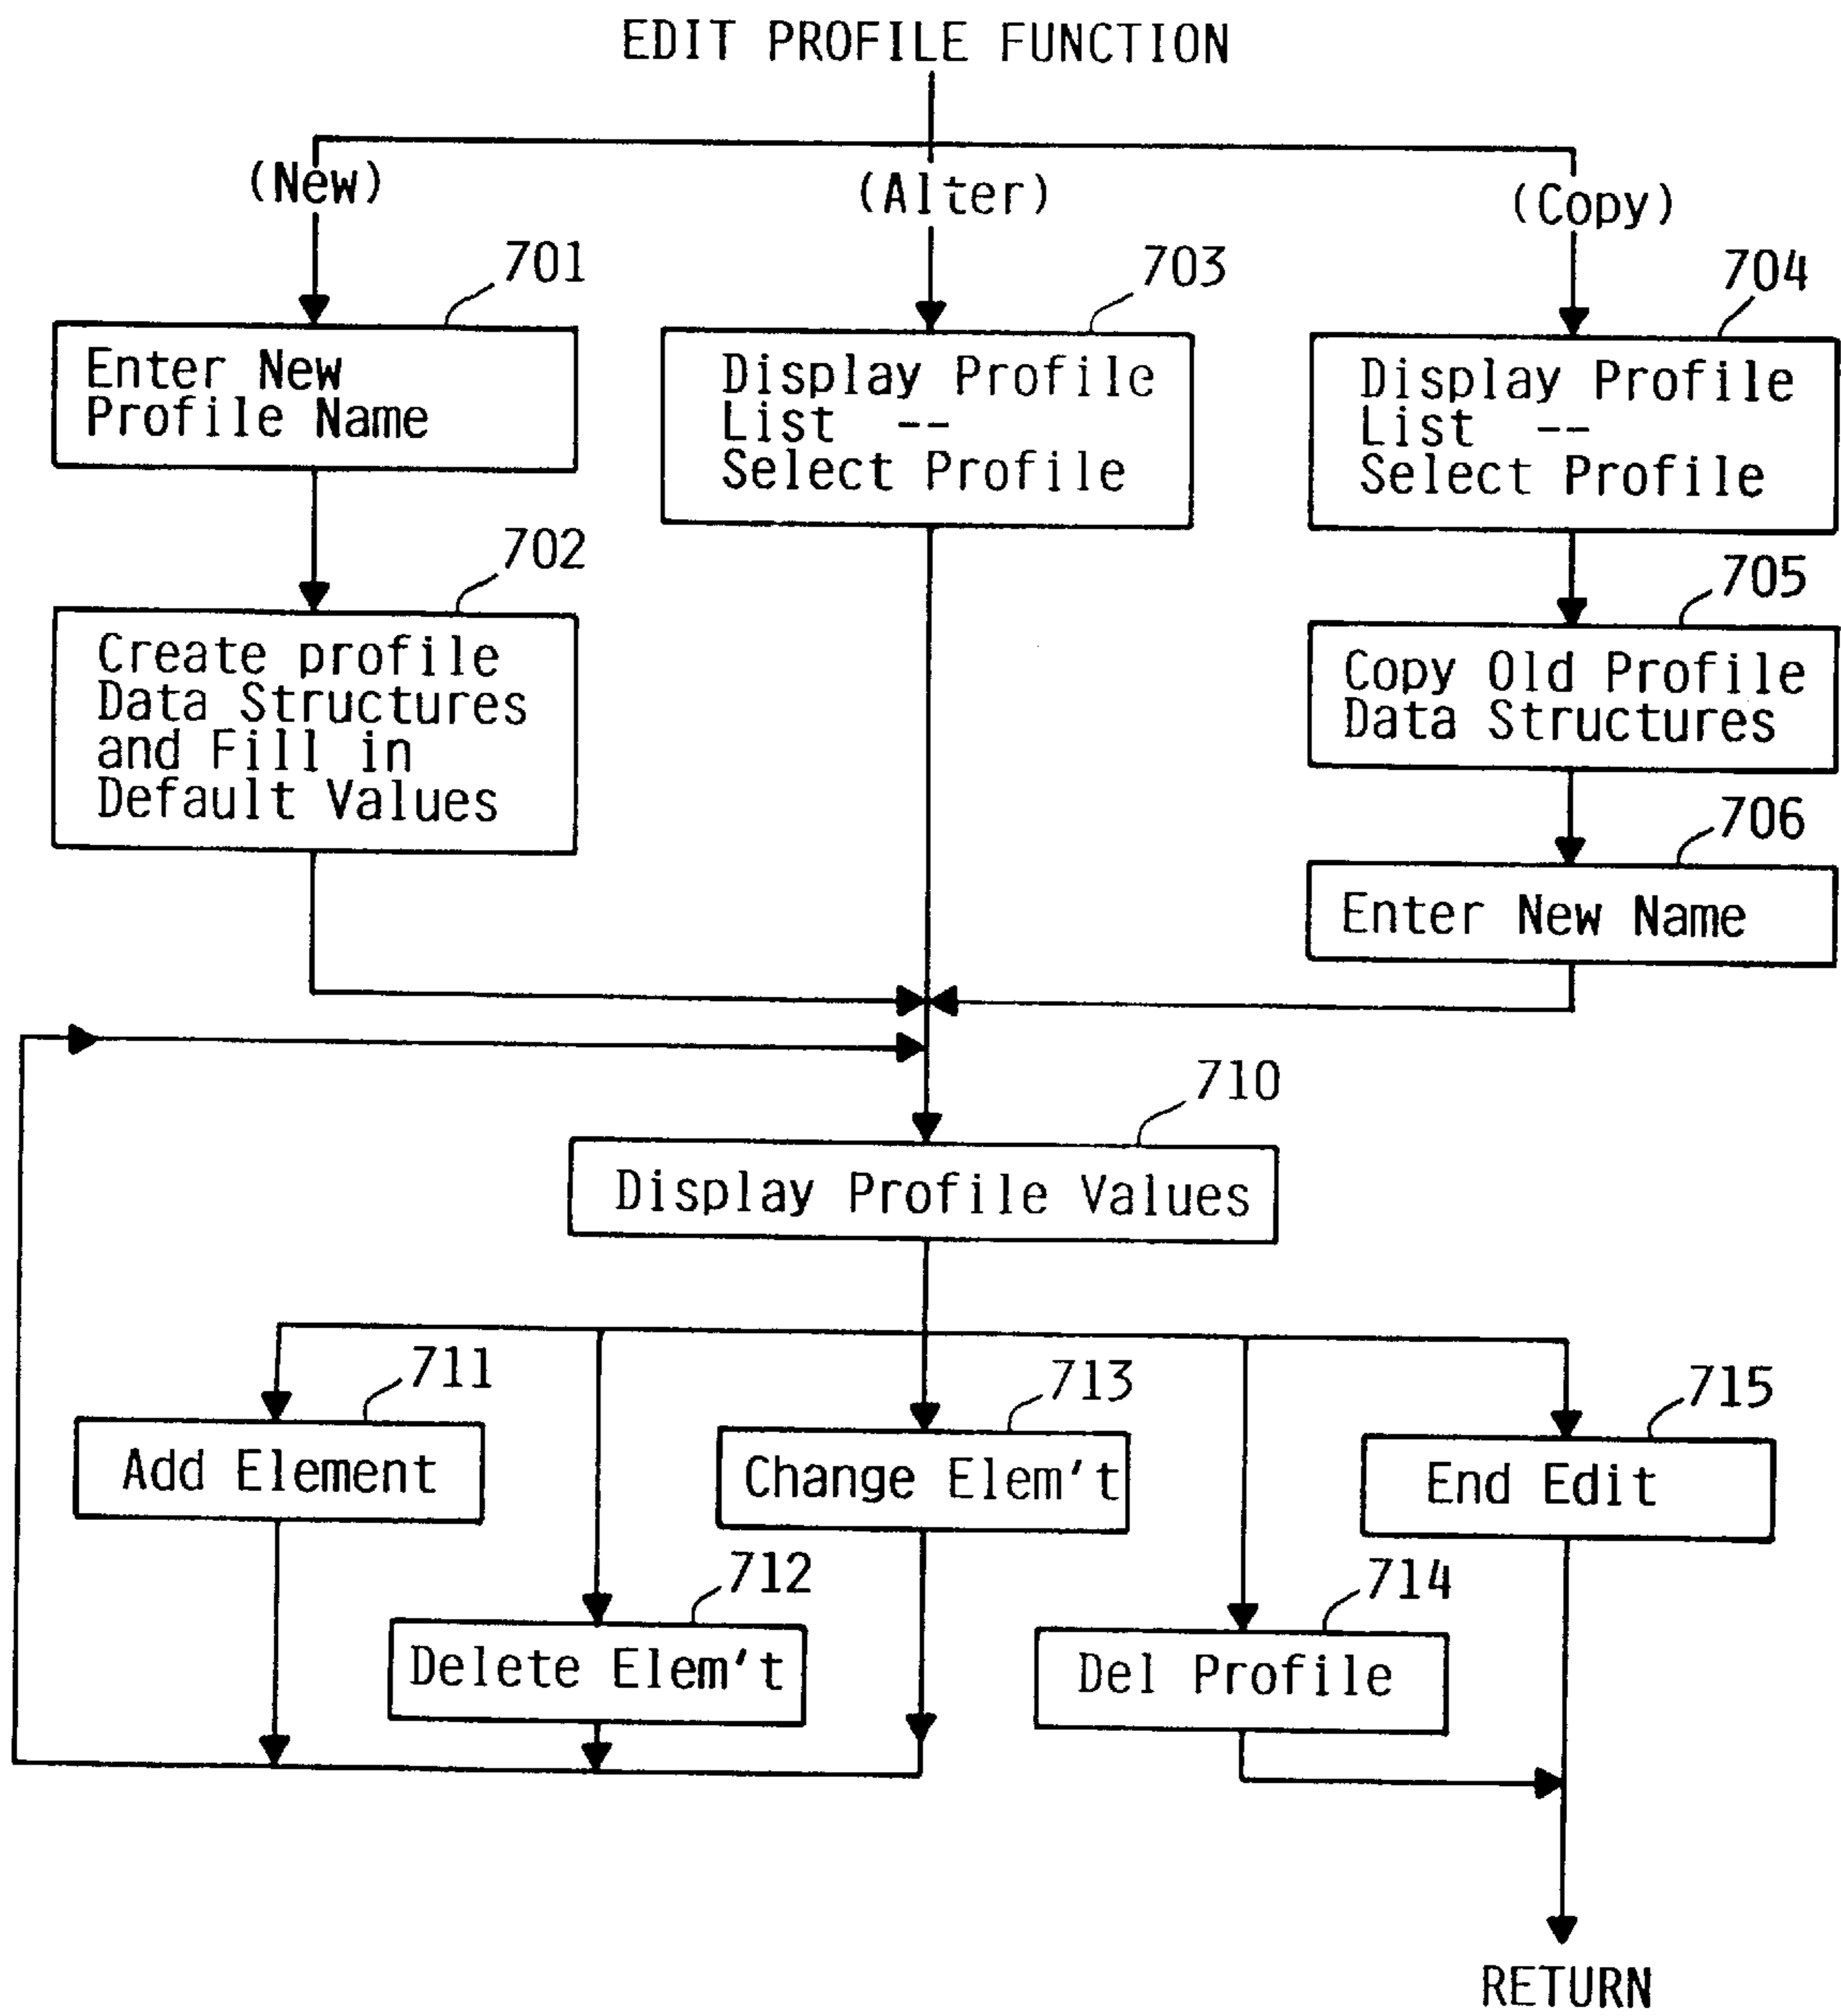 EDIT PROFILE FUNCTION
(New)
(Alter)
(Copy)
701
703
704
Enter New
Profile Name
Display Profile
List --
Select Profile
Display Profile
List --
Select Profile
702
705
Create profile
Data Structures
and Fill in
Default Values
Copy Old Profile
Data Structures
706
Enter New Name
710
Display Profile Values
711
713
715
Add Element
Change Elem't
End Edit
712
714
Delete Elem't
Del Profile
RETURN